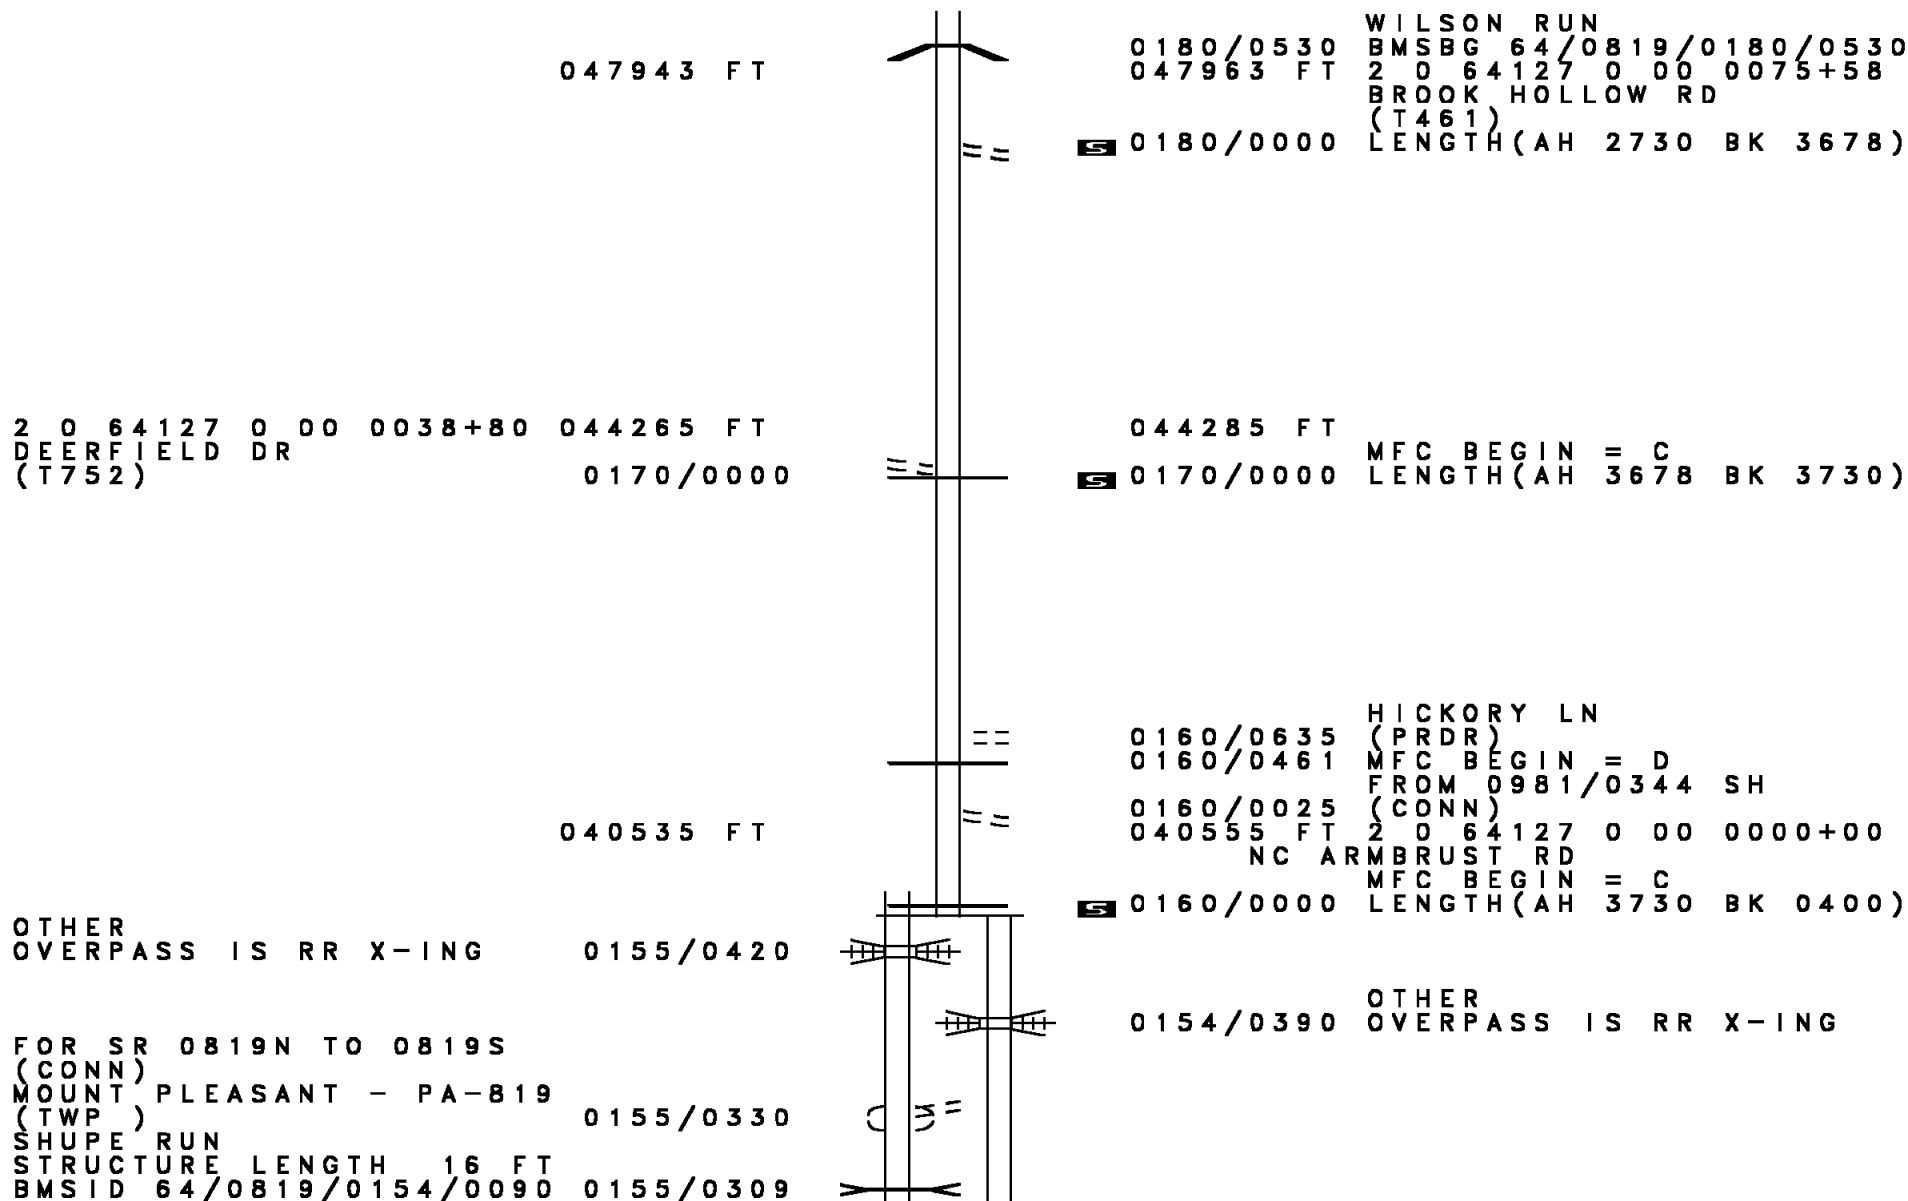 WILSON RUN
0180/0530 BMSBG 64/0819/0180/0530
047943 FT 047963 FT 2 0 64127 0 00 0075+58
BROOK HOLLOW RD
(T461)
S 0180/0000 LENGTH(AH 2730 BK 3678)
2 0 64127 0 00 0038+80 044265 FT 044285 FT
DEERFIELD DR MFC BEGIN = C
(T752) 0170/0000 S 0170/0000 LENGTH(AH 3678 BK 3730)
HICKORY LN
0160/0635 (PRDR)
0160/0461 MFC BEGIN = D
FROM 0981/0344 SH
0160/0025 (CONN)
040535 FT 040555 FT 2 0 64127 0 00 0000+00
NC ARMBRUST RD
MFC BEGIN = C
S 0160/0000 LENGTH(AH 3730 BK 0400)
OTHER
OVERPASS IS RR X-ING 0155/0420
OTHER
0154/0390 OVERPASS IS RR X-ING
FOR SR 0819N TO 0819S
(CONN)
MOUNT PLEASANT - PA-819
(TWP ) 0155/0330
SHUPE RUN
STRUCTURE LENGTH 16 FT
BMSID 64/0819/0154/0090 0155/0309